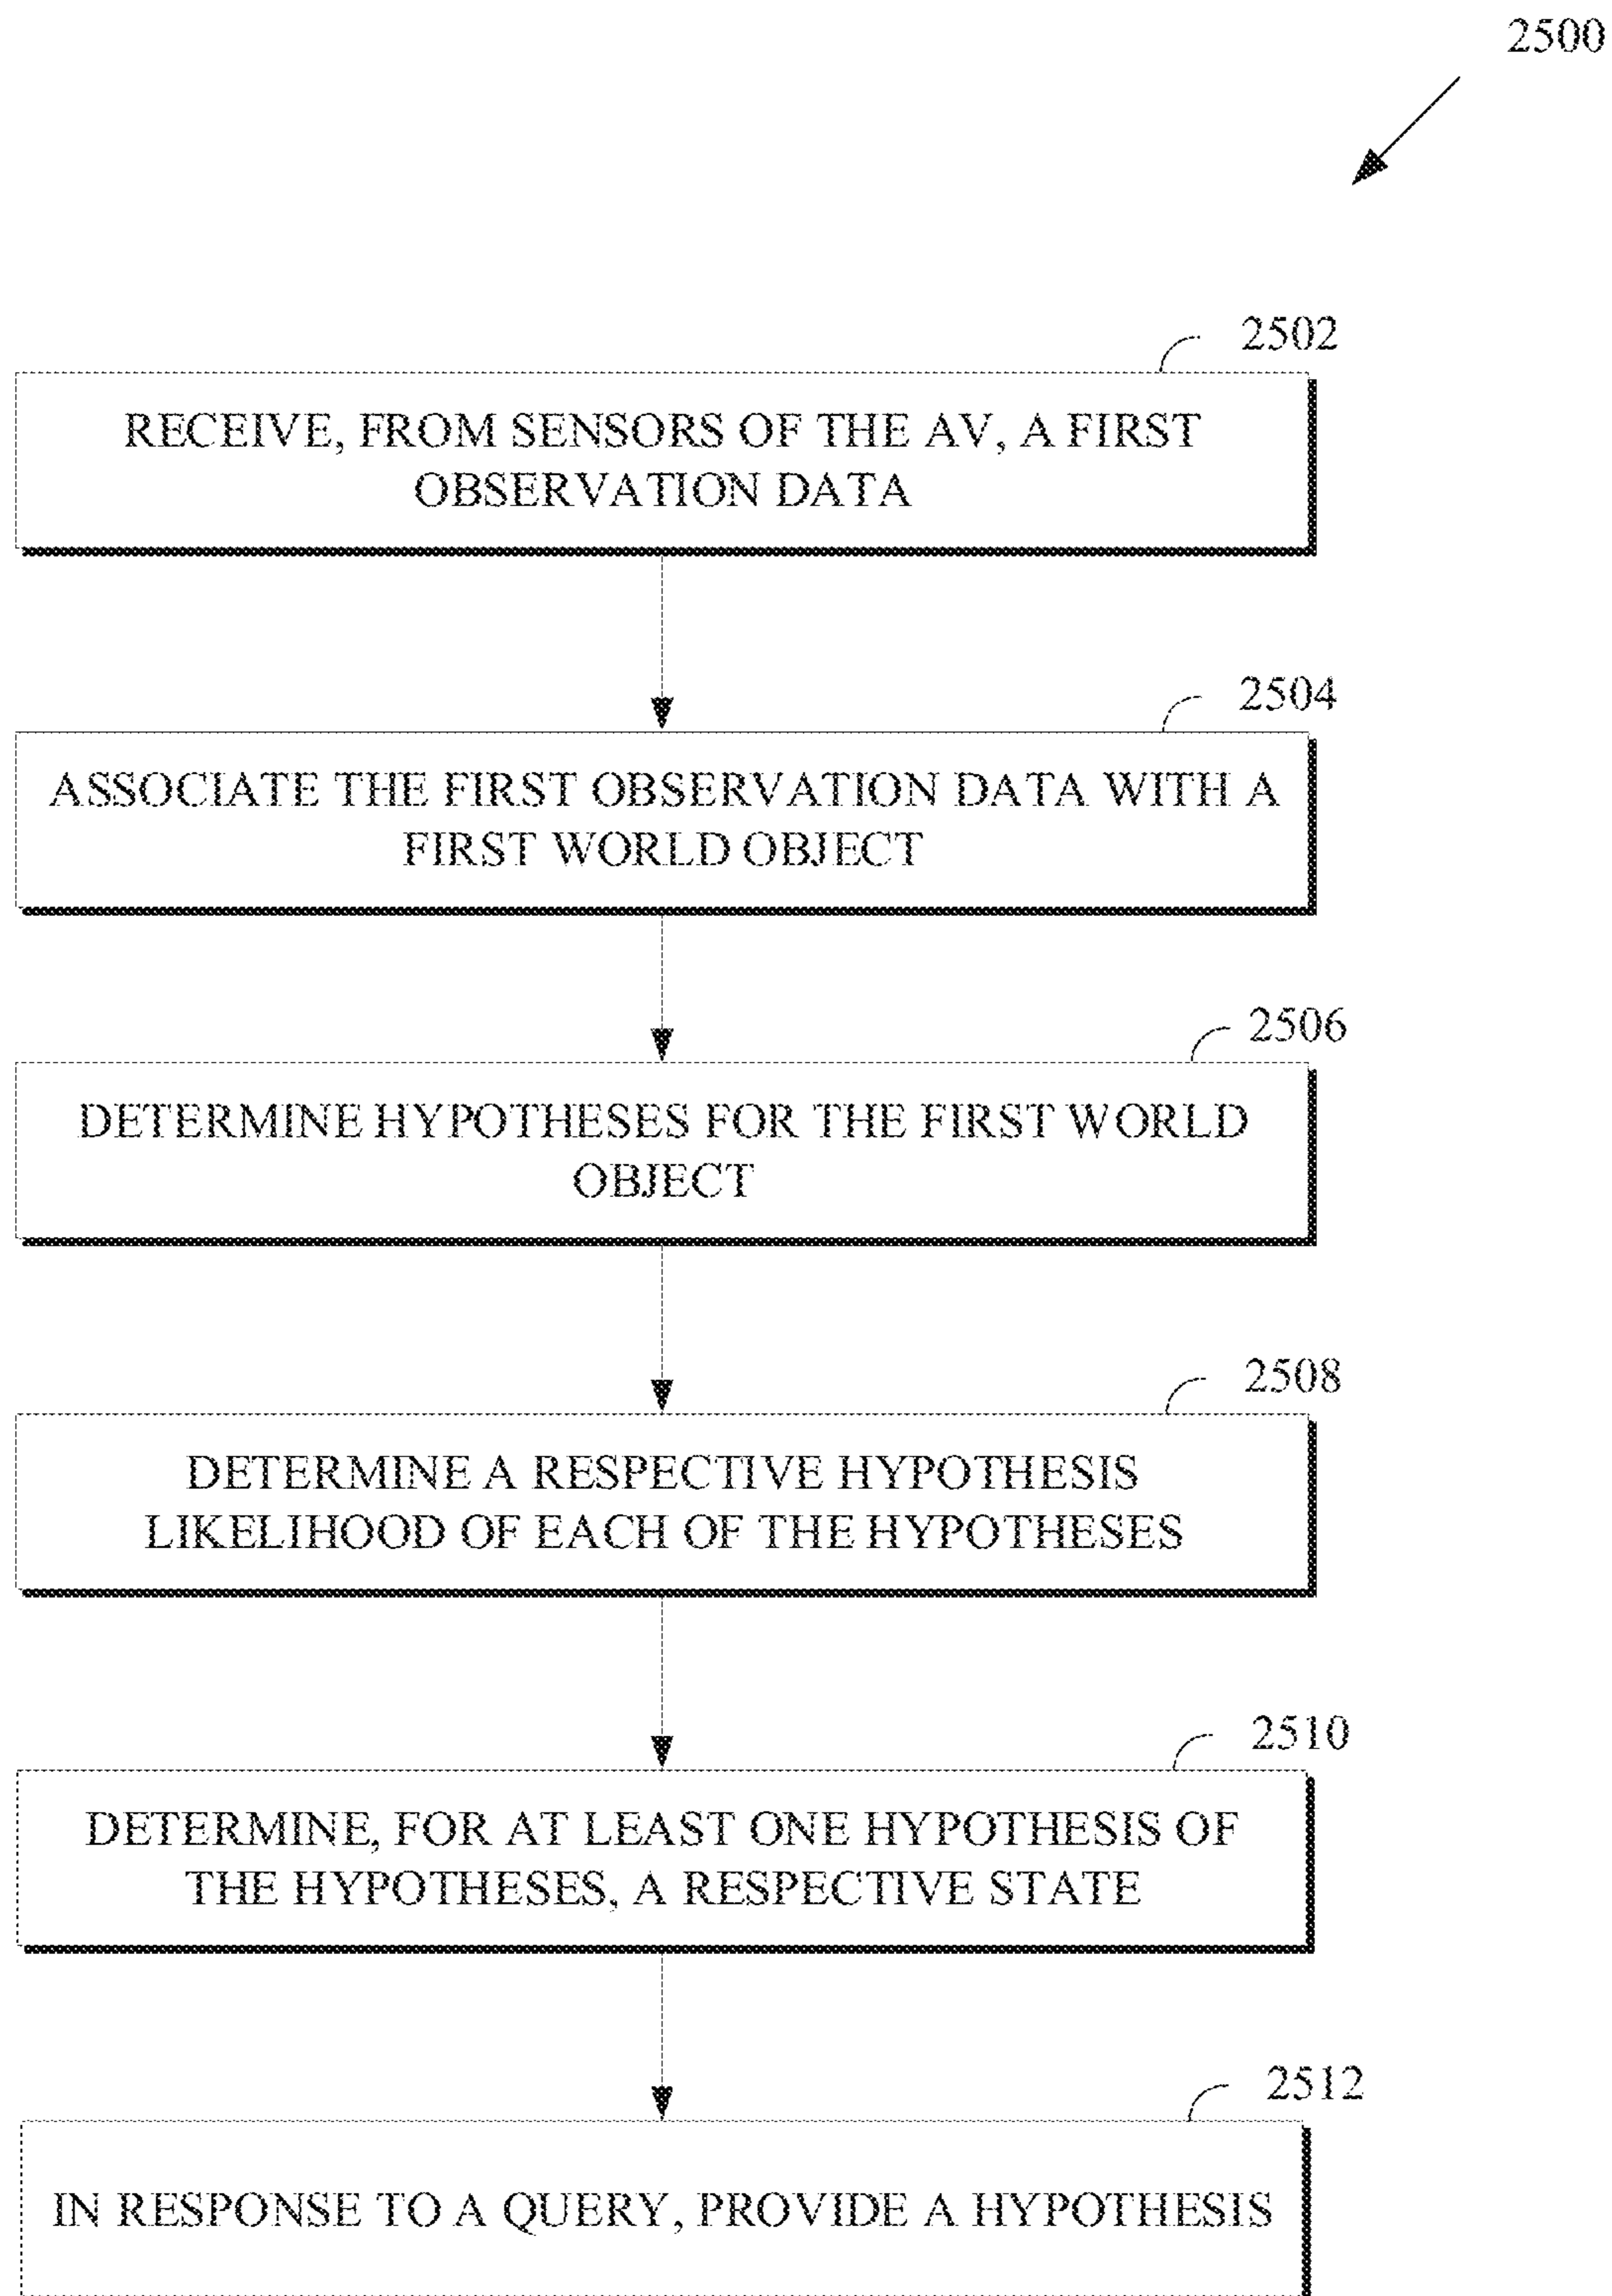 2500
2502
RECEIVE, FROM SENSORS OF THE AV, A FIRST
OBSERVATION DATA
2504
ASSOCIATE THE FIRST OBSERVATION DATA WITH A
FIRST WORLD OBJECT
2506
DETERMINE HYPOTHESES FOR THE FIRST WORLD
OBJECT
2508
DETERMINE A RESPECTIVE HYPOTHESIS
LIKELIHOOD OF EACH OF THE HYPOTHESES
2510
DETERMINE, FOR AT LEAST ONE HYPOTHESIS OF
THE HYPOTHESES, A RESPECTIVE STATE
2512
IN RESPONSE TO A QUERY, PROVIDE A HYPOTHESIS